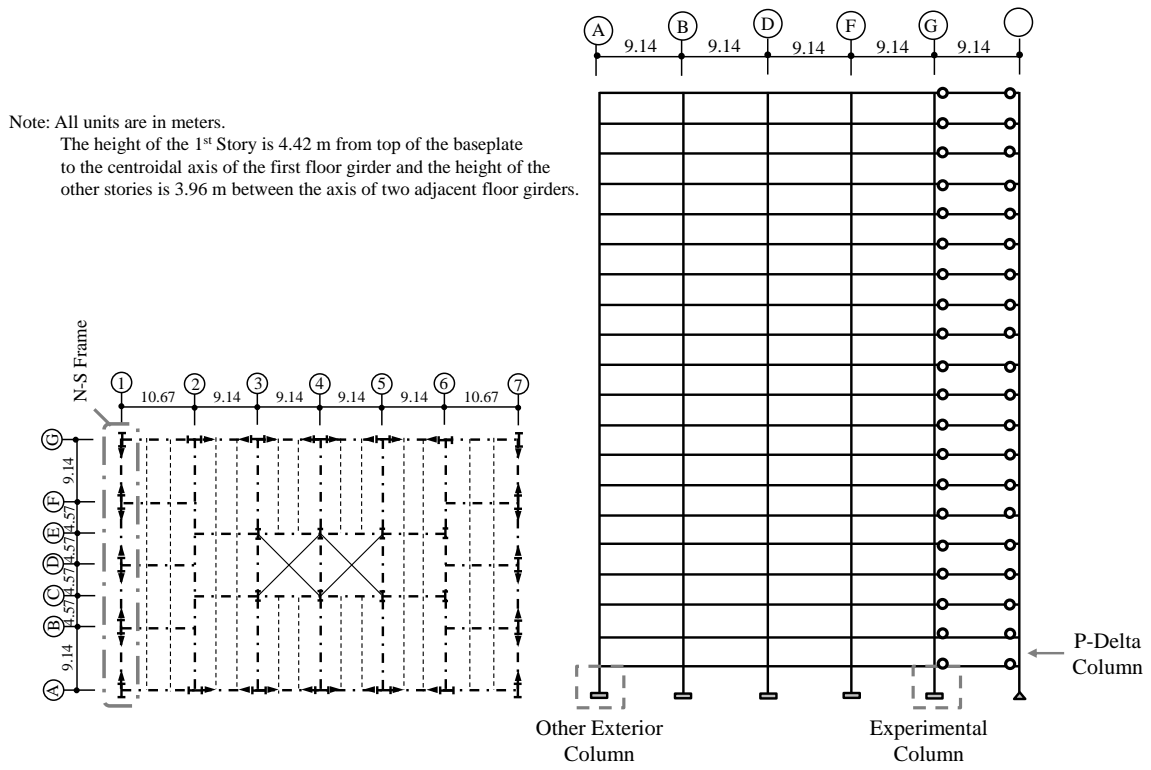 A B D F G
9.14 9.14 9.14 9.14 9.14
Note: All units are in meters.
The height of the 1st Story is 4.42 m from top of the baseplate
to the centroidal axis of the first floor girder and the height of the
other stories is 3.96 m between the axis of two adjacent floor girders.
N-S Frame
1 2 3 4 5 6 7
10.67 9.14 9.14 9.14 9.14 10.67
G
9.14
F
4.57
E
4.57
D
4.57
C
4.57
B
9.14
A
P-Delta
Column
Other Exterior
Column
Experimental
Column